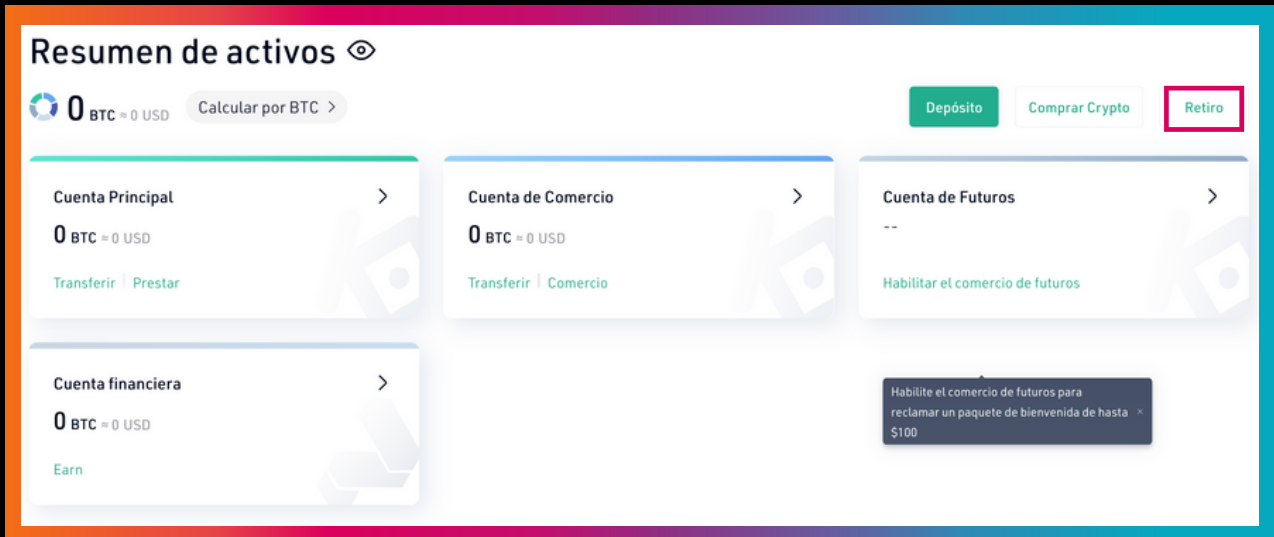 Resumen de activos
0 BTC ≈ 0 USD Calcular por BTC > Depósito Comprar Crypto Retiro
Cuenta Principal >
0 BTC ≈ 0 USD
Transferir | Prestar
Cuenta de Comercio >
0 BTC ≈ 0 USD
Transferir | Comercio
Cuenta de Futuros >
--
Habilitar el comercio de futuros
Cuenta financiera >
0 BTC ≈ 0 USD
Earn
Habilite el comercio de futuros para
reclamar un paquete de bienvenida de hasta ×
$100